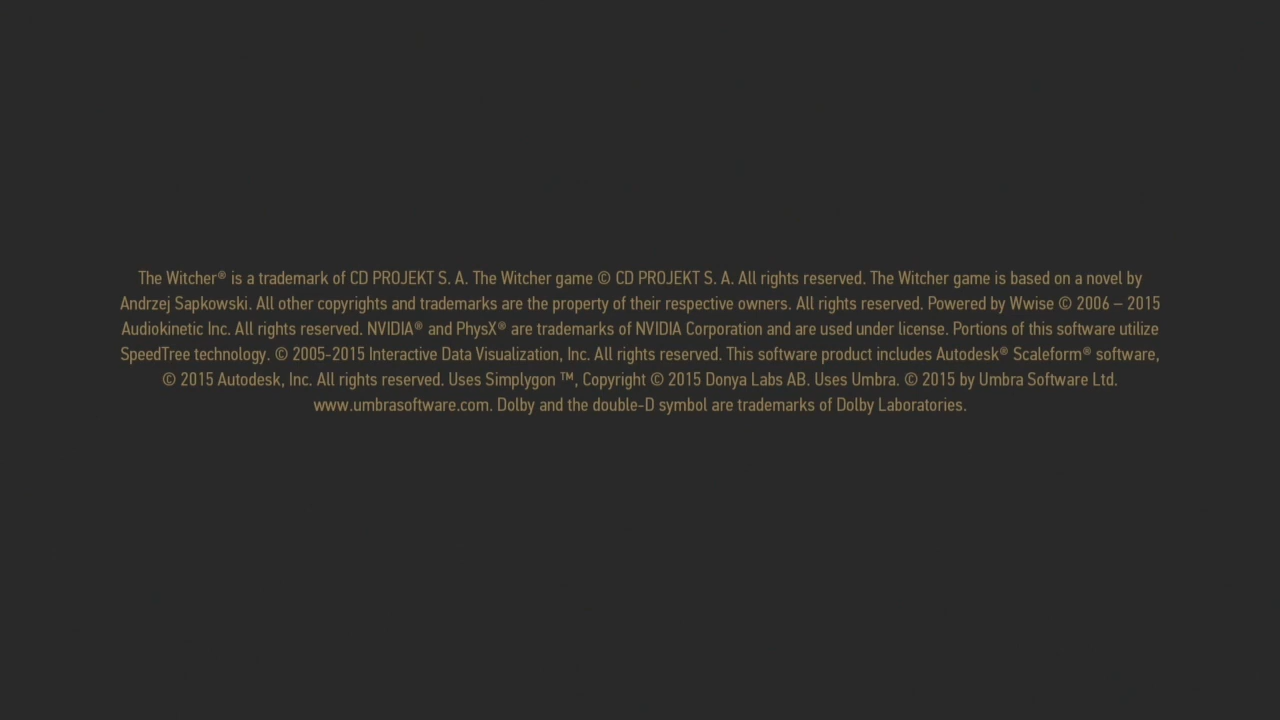 The Witcher® is a trademark of CD PROJEKT S. A. The Witcher game © CD PROJEKT S. A. All rights reserved. The Witcher game is based on a novel by
Andrzej Sapkowski. All other copyrights and trademarks are the property of their respective owners. All rights reserved. Powered by Wwise © 2006 – 2015
Audiokinetic Inc. All rights reserved. NVIDIA® and PhysX® are trademarks of NVIDIA Corporation and are used under license. Portions of this software utilize
SpeedTree technology. © 2005-2015 Interactive Data Visualization, Inc. All rights reserved. This software product includes Autodesk® Scaleform® software,
© 2015 Autodesk, Inc. All rights reserved. Uses Simplygon ™, Copyright © 2015 Donya Labs AB. Uses Umbra. © 2015 by Umbra Software Ltd.
www.umbrasoftware.com. Dolby and the double-D symbol are trademarks of Dolby Laboratories.